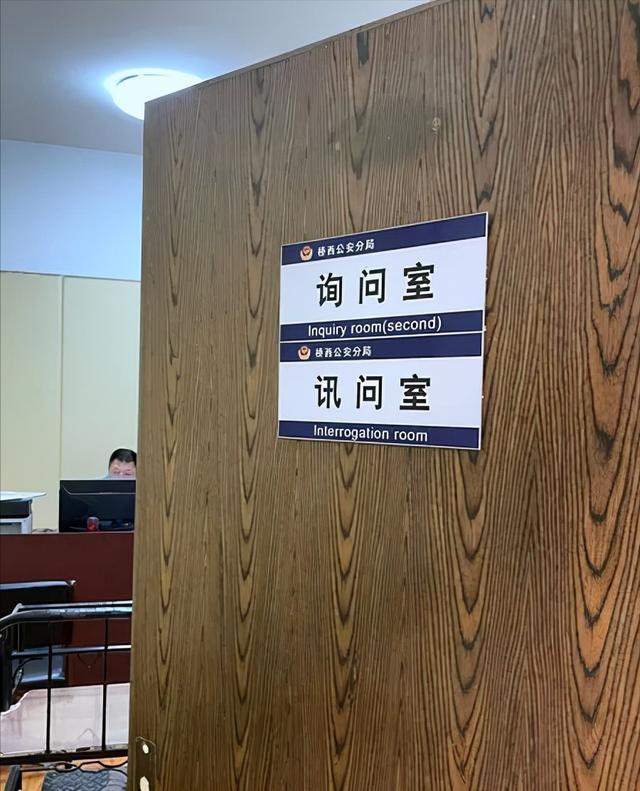 桥西公安分局
询问室
Inquiry room(second)
桥西公安分局
讯问室
Interrogation room